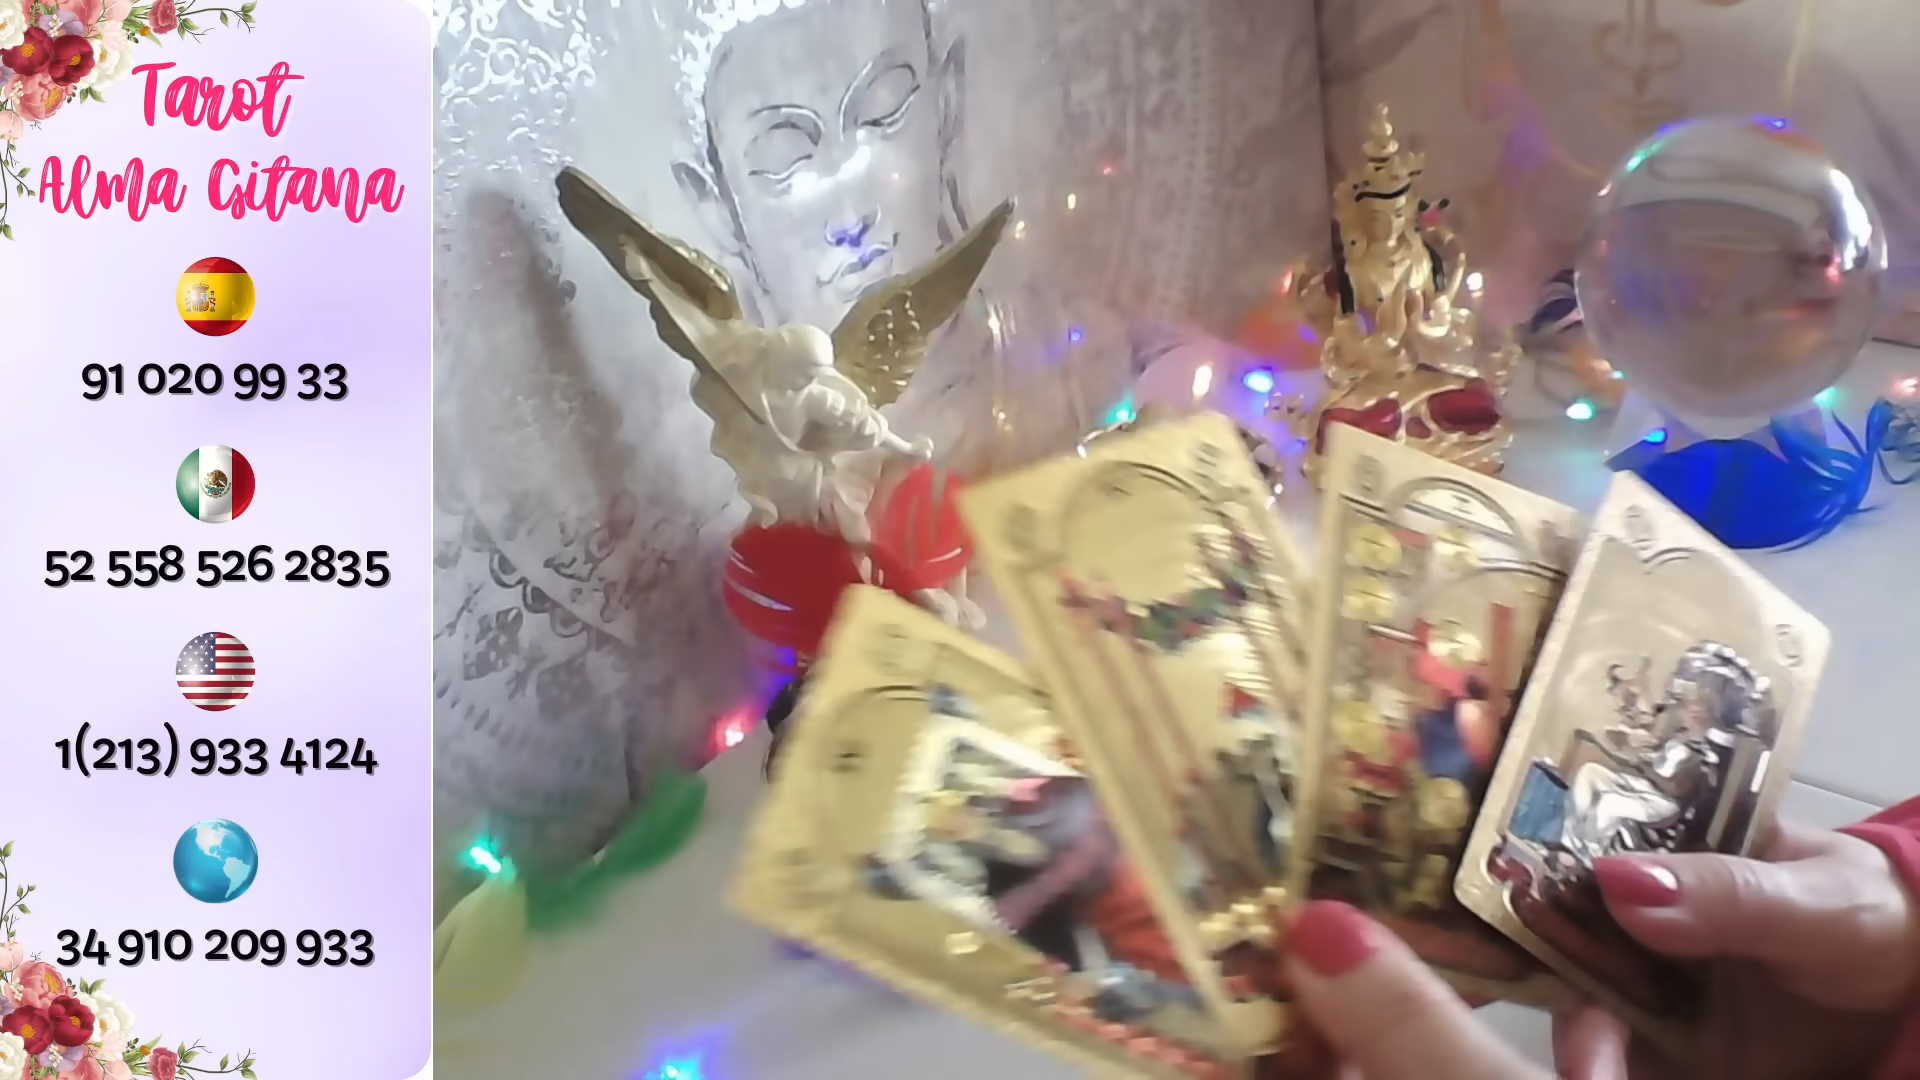 Tarot
Alma Gitana
91 020 99 33
52 558 526 2835
1(213) 933 4124
34 910 209 933